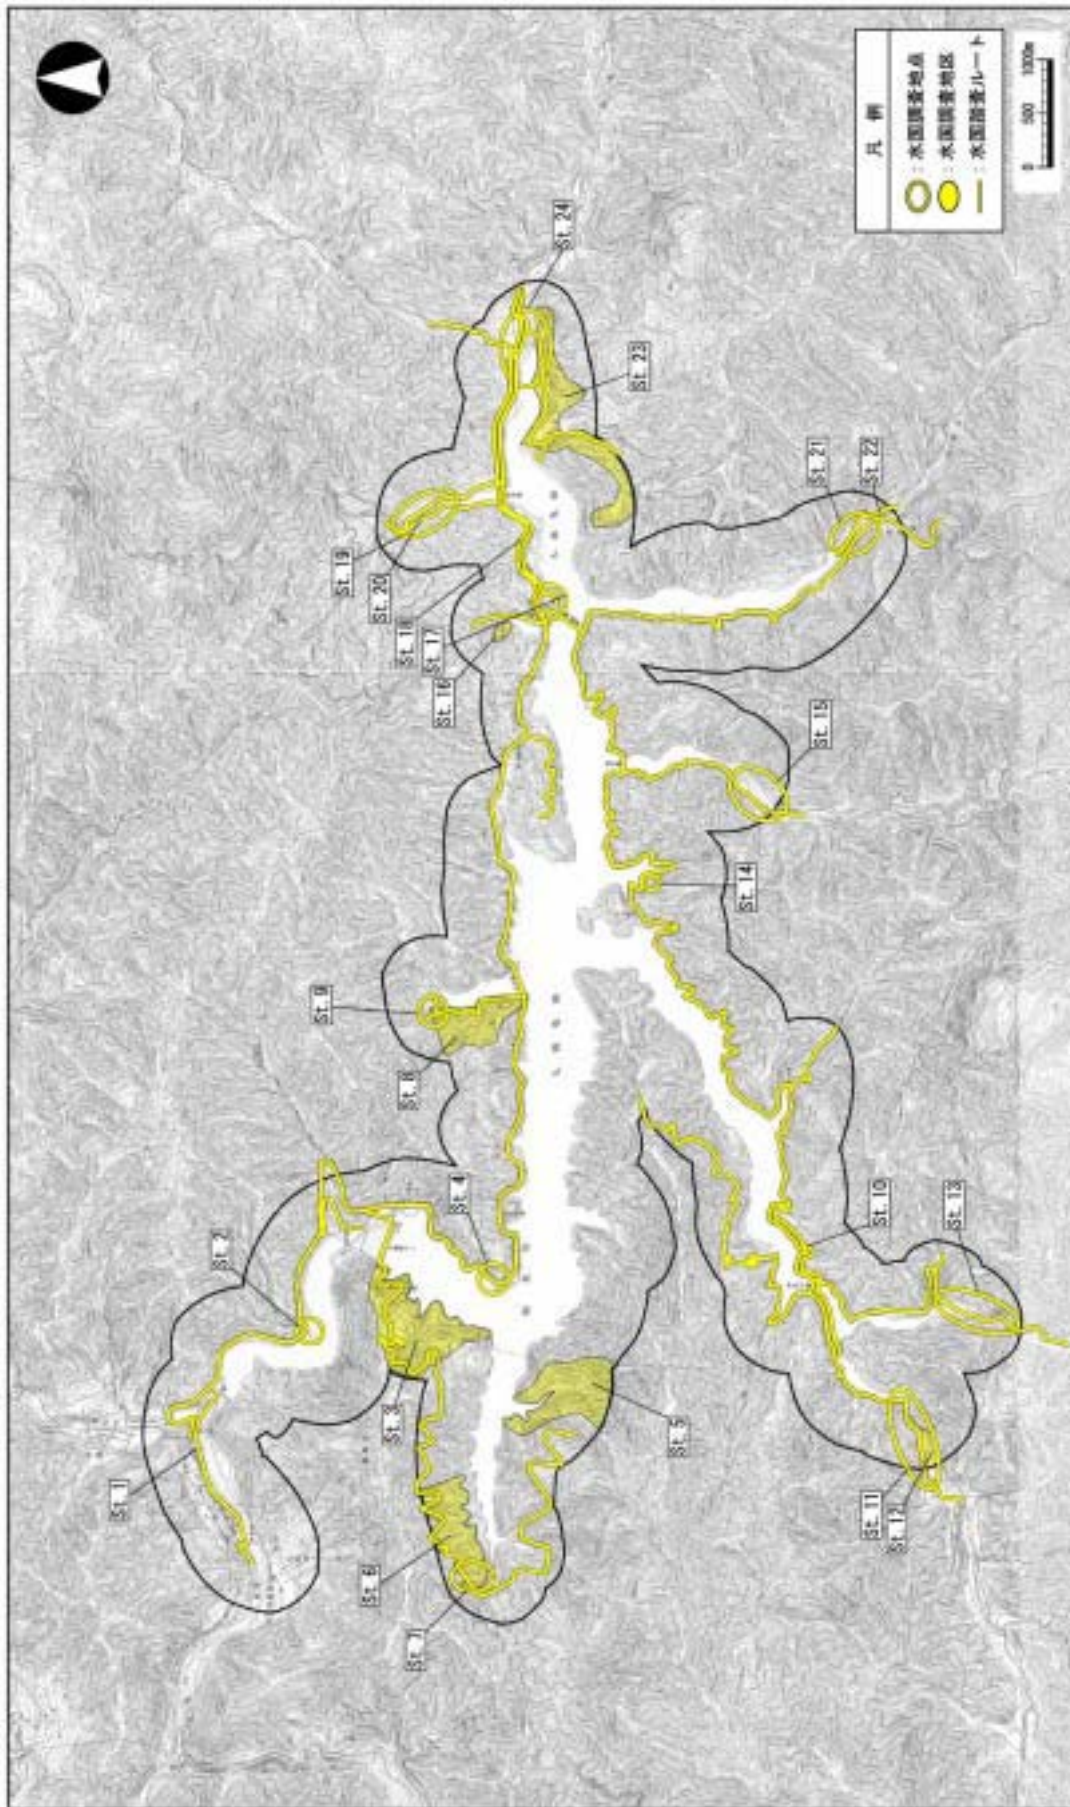 凡 例
: 水国調査地点
: 水国調査地区
: 水国踏査ルート
0 500 1000m
St. 1
St. 2
St. 3
St. 4
St. 5
St. 6
St. 7
St. 8
St. 9
St. 10
St. 11
St. 12
St. 13
St. 14
St. 15
St. 16
St. 17
St. 18
St. 19
St. 20
St. 21
St. 22
St. 23
St. 24